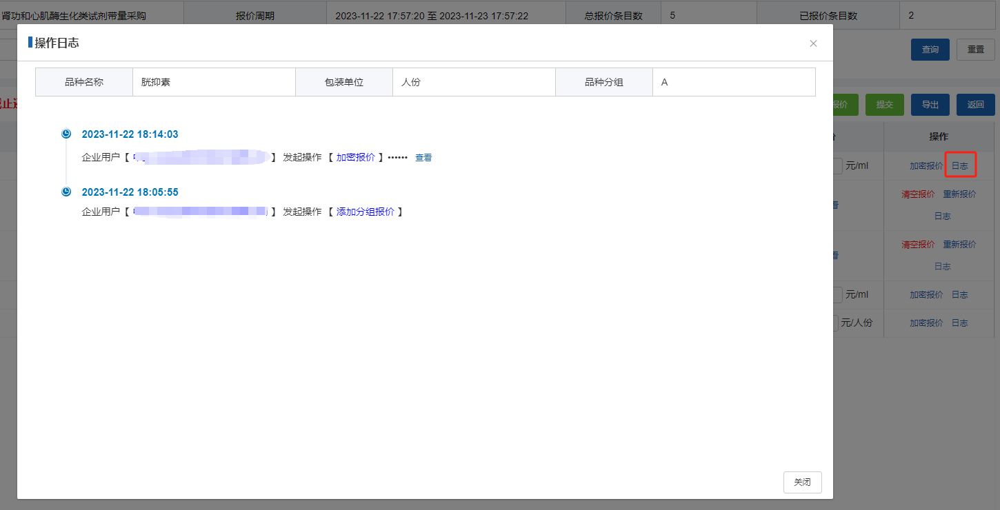 肾功和心肌酶生化类试剂带量采购 报价周期 2023-11-22 17:57:20 至 2023-11-23 17:57:22 总报价条目数 5 已报价条目数 2
操作日志
查询 重置
品种名称 胱抑素 包装单位 人份 品种分组 A
截止
报价 提交 导出 返回
2023-11-22 18:14:03
操作
企业用户【 】 发起操作 【 加密报价 】•••••• 查看
元/ml 加密报价 日志
2023-11-22 18:05:55
清空报价 重新报价
看
企业用户【 】 发起操作 【 添加分组报价 】
日志
清空报价 重新报价
看
日志
元/ml 加密报价 日志
元/人份 加密报价 日志
关闭